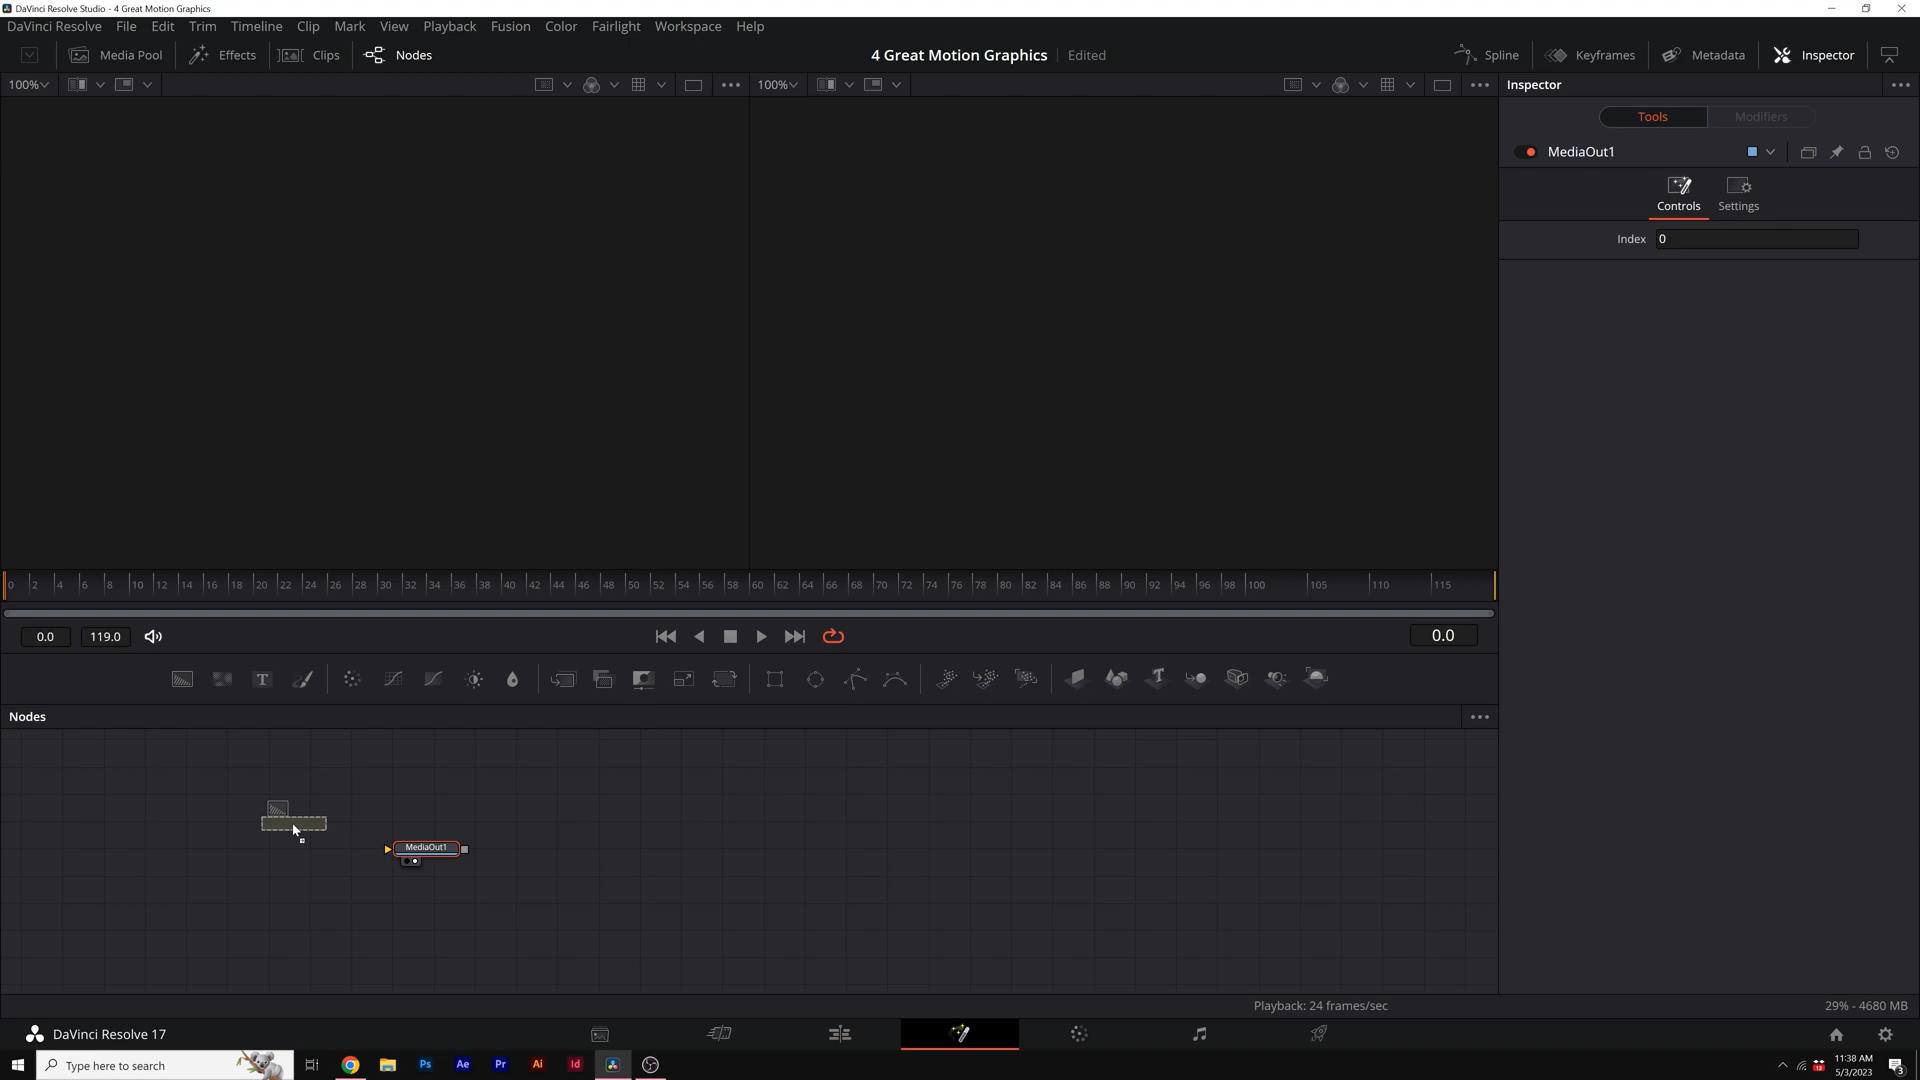 DaVinci Resolve Studio - 4 Great Motion Graphics
DaVinci Resolve File Edit Trim Timeline Clip Mark View Playback Fusion Color Fairlight Workspace Help
Media Pool Effects Clips Nodes 4 Great Motion Graphics Edited Spline Keyframes Metadata Inspector
100% 100% Inspector
Tools Modifiers
MediaOut1
Controls Settings
Index 0
0 2 4 6 8 10 12 14 16 18 20 22 24 26 28 30 32 34 36 38 40 42 44 46 48 50 52 54 56 58 60 62 64 66 68 70 72 74 76 78 80 82 84 86 88 90 92 94 96 98 100 105 110 115
0.0 119.0 0.0
T T
Nodes
MediaOut1
Playback: 24 frames/sec 29% - 4680 MB
DaVinci Resolve 17
Type here to search Ps Ae Pr Ai Id 11:38 AM
5/3/2023 3